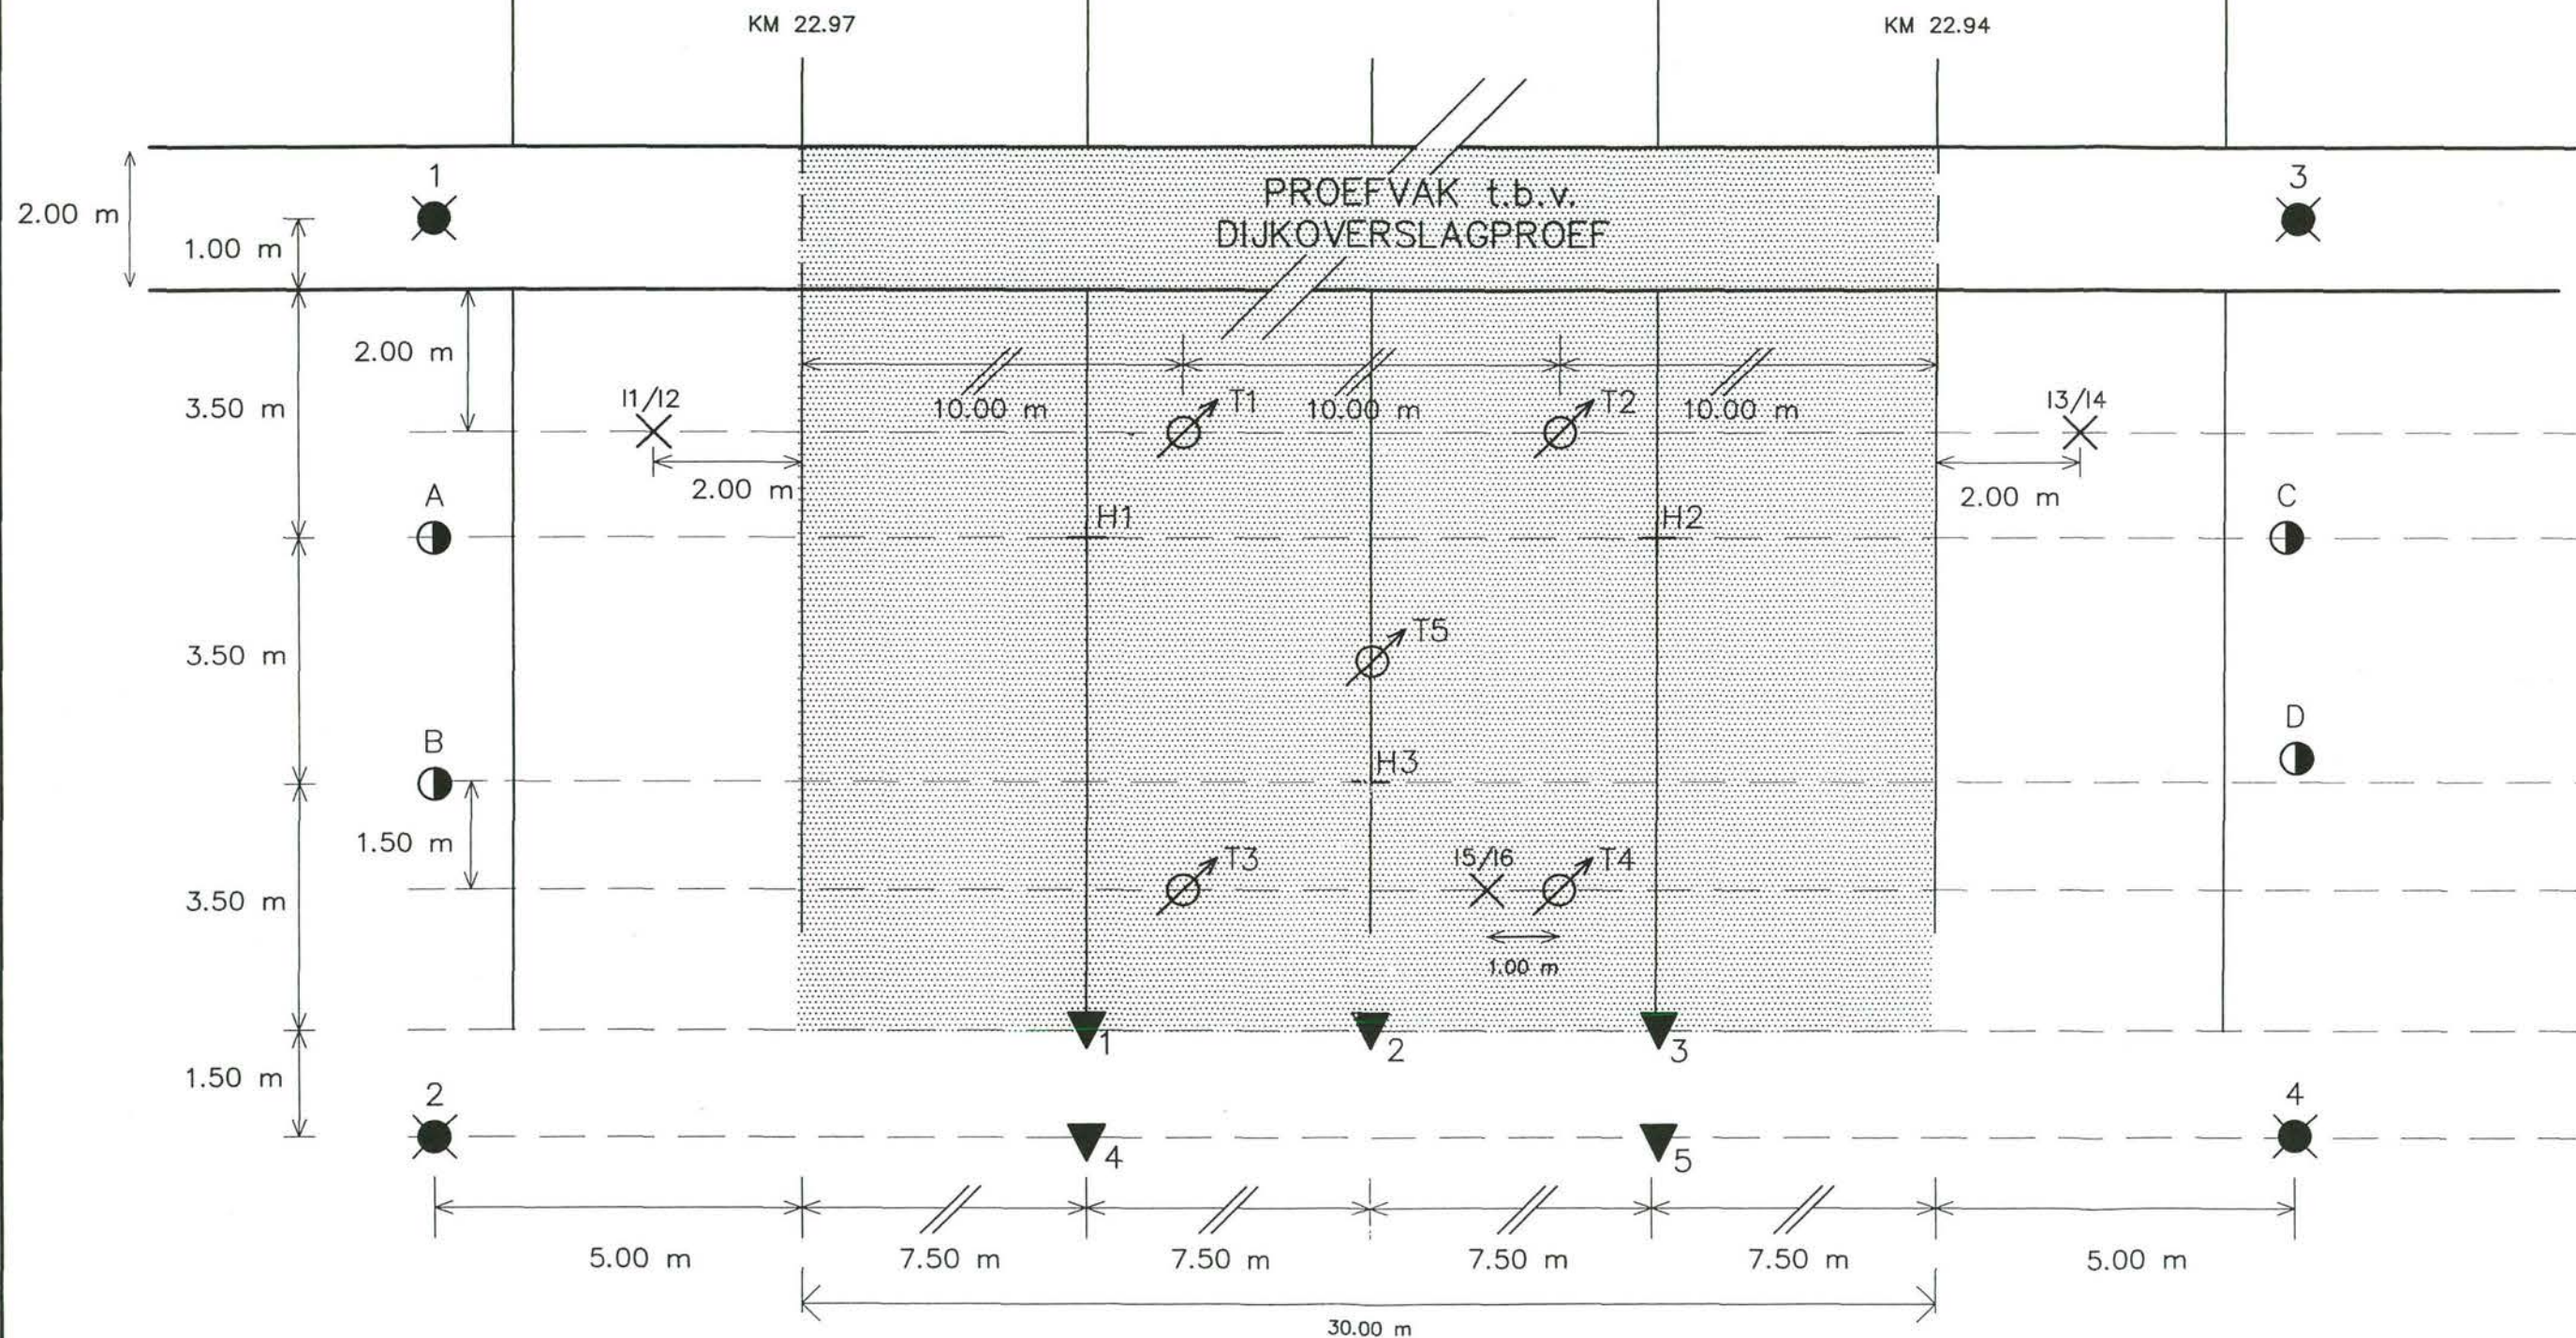 KM 22.97
KM 22.94
1
3
PROEFVAK t.b.v.
DIJKOVERSLAGPROEF
2.00 m
1.00 m
2.00 m
3.50 m
I1/I2
10.00 m
T1
10.00 m
T2
10.00 m
I3/I4
2.00 m
2.00 m
A
H1
H2
C
T5
3.50 m
D
B
H3
1.50 m
T3
I5/I6
T4
3.50 m
1.00 m
1
2
3
1.50 m
2
4
4
5
5.00 m
7.50 m
7.50 m
7.50 m
7.50 m
5.00 m
30.00 m